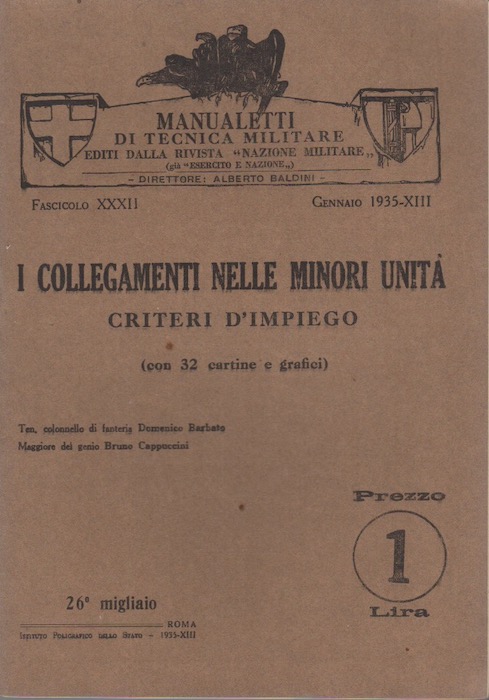 MANUALETTI
DI TECNICA MILITARE
EDITI DALLA RIVISTA "NAZIONE MILITARE"
(già "ESERCITO E NAZIONE„)
- DIRETTORE: ALBERTO BALDINI -
FASCICOLO XXXII
GENNAIO 1935-XIII
I COLLEGAMENTI NELLE MINORI UNITÀ
CRITERI D'IMPIEGO
(con 32 cartine e grafici)
Ten. colonnello di fanteria Domenico Barbato
Maggiore del genio Bruno Cappuccini
Prezzo
1
Lira
26° migliaio
ROMA
ISTITUTO POLIGRAFICO DELLO STATO - 1935-XIII